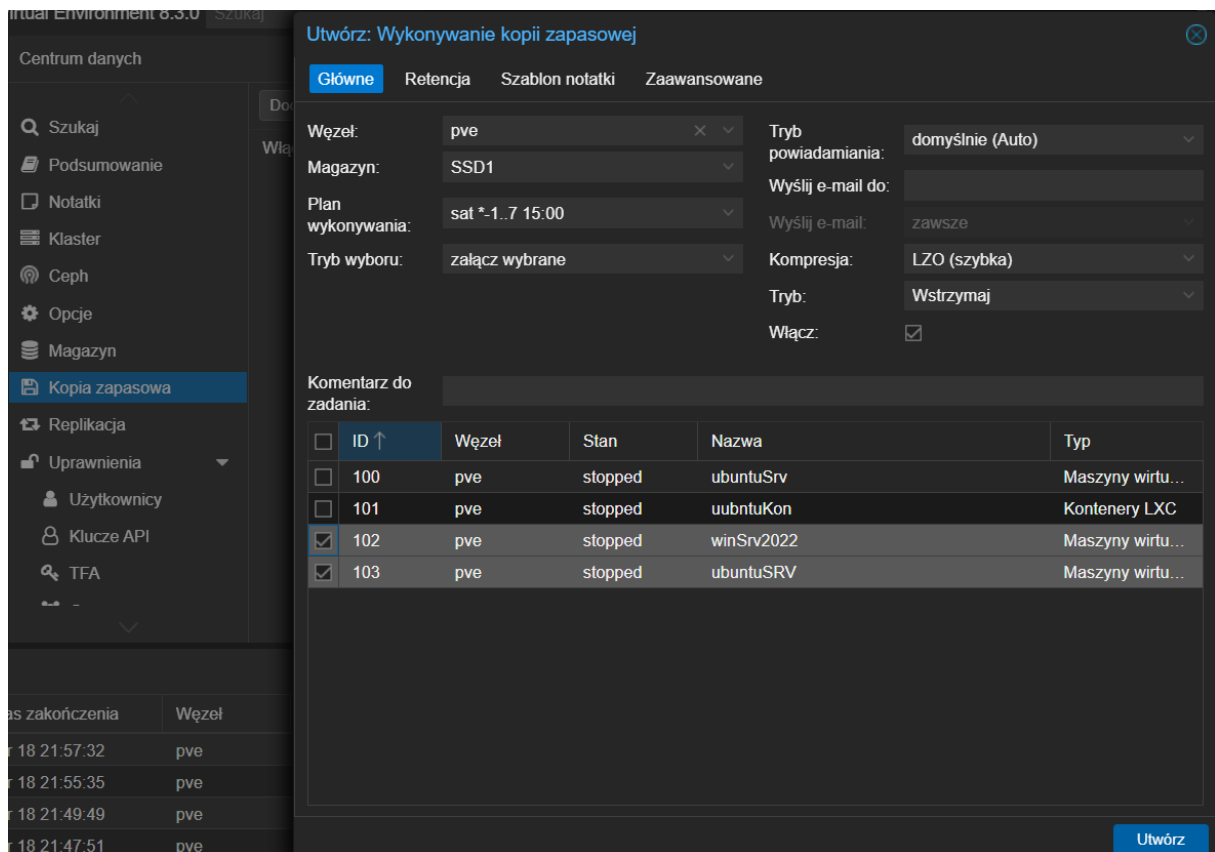 Virtual Environment 8.3.0 Szukaj
Centrum danych
Szukaj
Podsumowanie
Notatki
Klaster
Ceph
Opcje
Magazyn
Kopia zapasowa
Replikacja
Uprawnienia
Użytkownicy
Klucze API
TFA
Utwórz: Wykonywanie kopii zapasowej
Główne Retencja Szablon notatki Zaawansowane
Węzeł: pve
Magazyn: SSD1
Plan
wykonywania: sat *-1..7 15:00
Tryb wyboru: załącz wybrane
Tryb
powiadamiania: domyślnie (Auto)
Wyślij e-mail do:
Wyślij e-mail: zawsze
Kompresja: LZO (szybka)
Tryb: Wstrzymaj
Włącz:
Komentarz do
zadania:
ID Węzeł Stan Nazwa Typ
100 pve stopped ubuntuSrv Maszyny wirtu...
101 pve stopped uubntuKon Kontenery LXC
102 pve stopped winSrv2022 Maszyny wirtu...
103 pve stopped ubuntuSRV Maszyny wirtu...
Utwórz
as zakończenia Węzeł
r 18 21:57:32 pve
r 18 21:55:35 pve
r 18 21:49:49 pve
r 18 21:47:51 pve